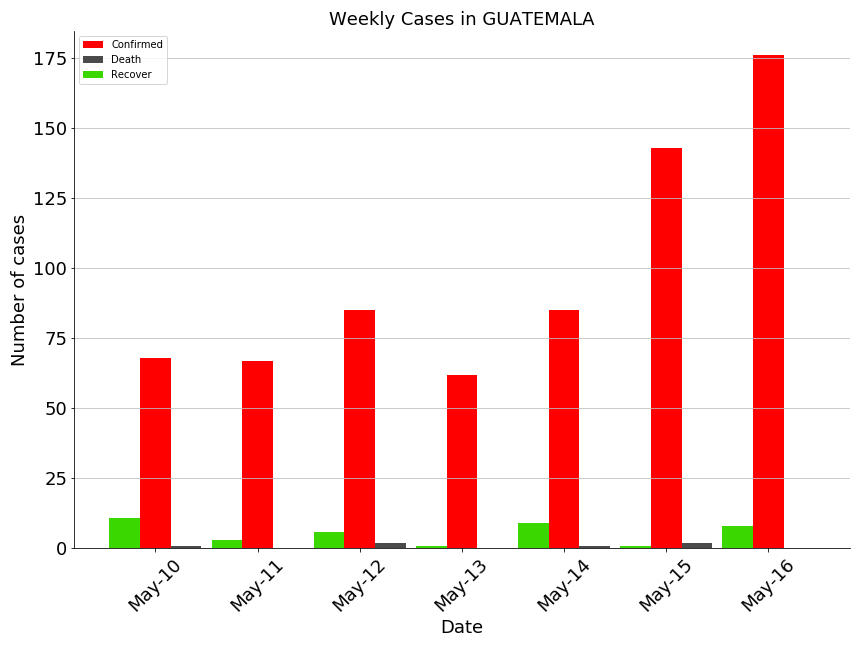 Weekly Cases in GUATEMALA
Confirmed
Death
Recover
Number of cases
175
150
125
100
75
50
25
0
May-10
May-11
May-12
May-13
May-14
May-15
May-16
Date